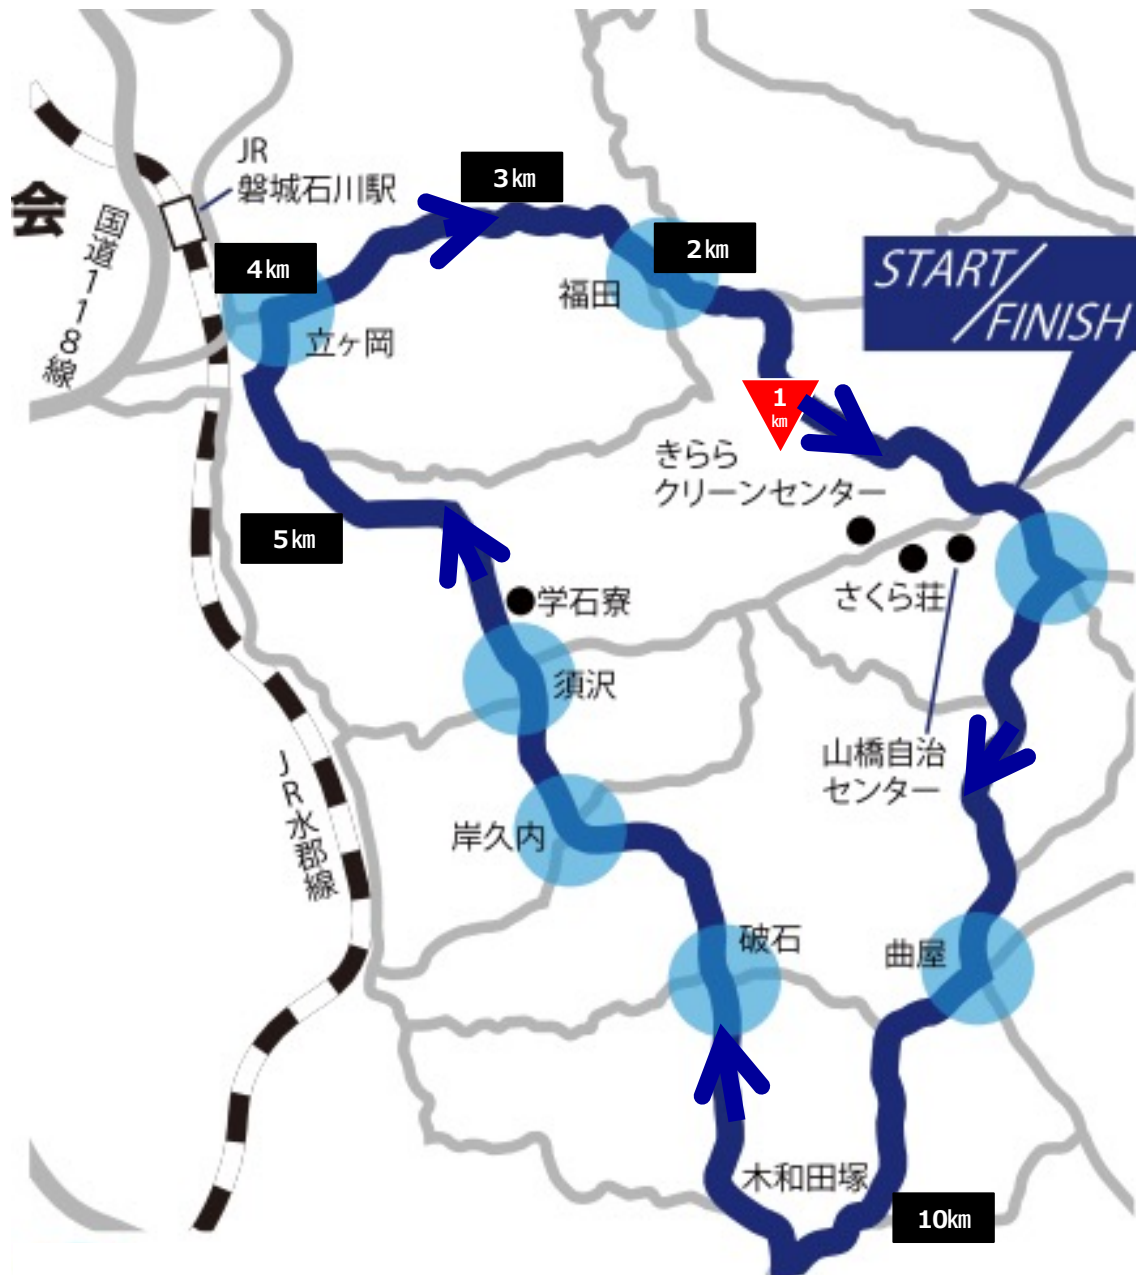 会
国道118線
JR
磐城石川駅
3km
4km
2km
福田
立ヶ岡
START/
FINISH
1
km
きらら
クリーンセンター
5km
さくら荘
学石寮
須沢
山橋自治
センター
JR水郡線
岸久内
破石
曲屋
木和田塚
10km